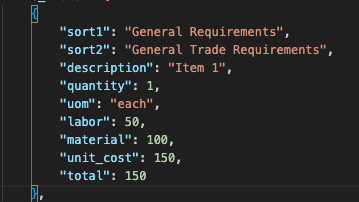 {
"sort1": "General Requirements",
"sort2": "General Trade Requirements",
"description": "Item 1",
"quantity": 1,
"uom": "each",
"labor": 50,
"material": 100,
"unit_cost": 150,
"total": 150
},